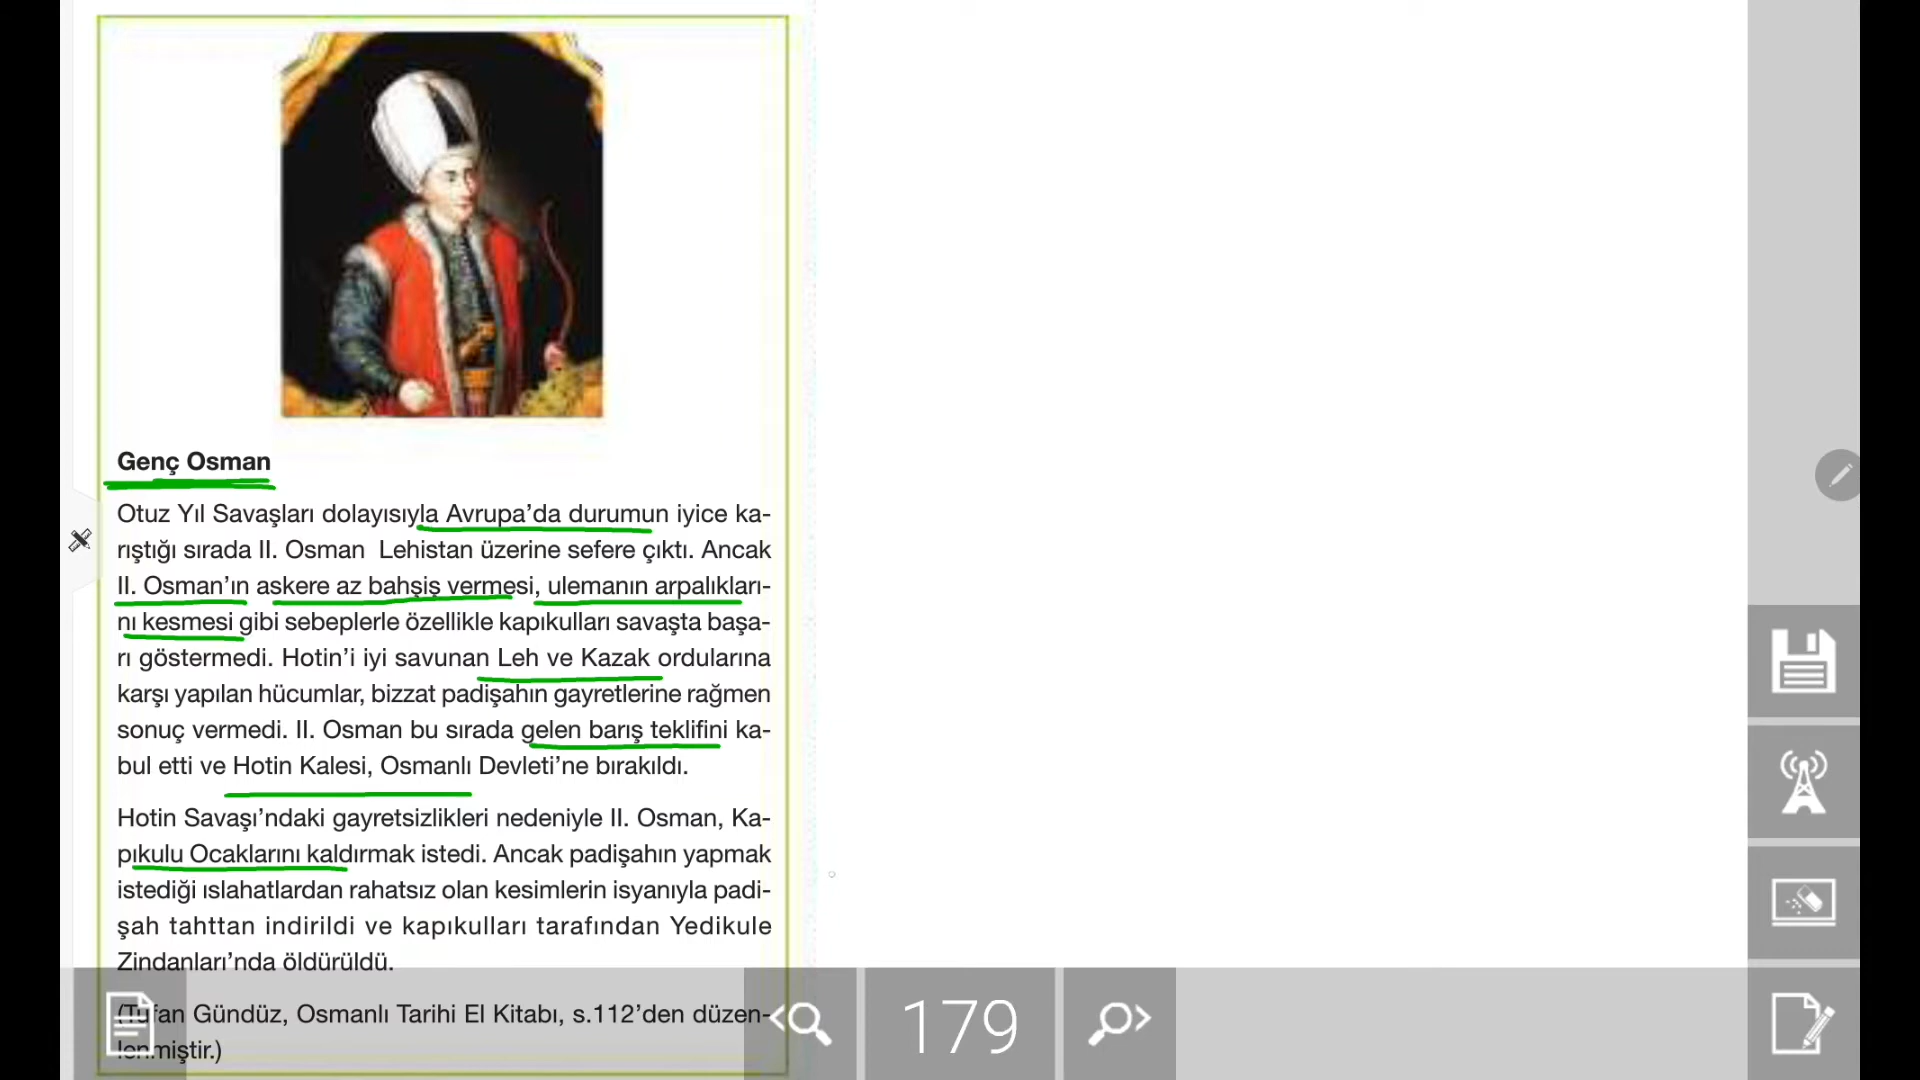 Genç Osman
Otuz Yıl Savaşları dolayısıyla Avrupa’da durumun iyice ka-
rıştığı sırada II. Osman Lehistan üzerine sefere çıktı. Ancak
II. Osman’ın askere az bahşiş vermesi, ulemanın arpalıkları-
nı kesmesi gibi sebeplerle özellikle kapıkulları savaşta başa-
rı göstermedi. Hotin’i iyi savunan Leh ve Kazak ordularına
karşı yapılan hücumlar, bizzat padişahın gayretlerine rağmen
sonuç vermedi. II. Osman bu sırada gelen barış teklifini ka-
bul etti ve Hotin Kalesi, Osmanlı Devleti’ne bırakıldı.
Hotin Savaşı’ndaki gayretsizlikleri nedeniyle II. Osman, Ka-
pıkulu Ocaklarını kaldırmak istedi. Ancak padişahın yapmak
istediği ıslahatlardan rahatsız olan kesimlerin isyanıyla padi-
şah tahttan indirildi ve kapıkulları tarafından Yedikule
Zindanları’nda öldürüldü.
(Tufan Gündüz, Osmanlı Tarihi El Kitabı, s.112’den düzen-
lenmiştir.)
179